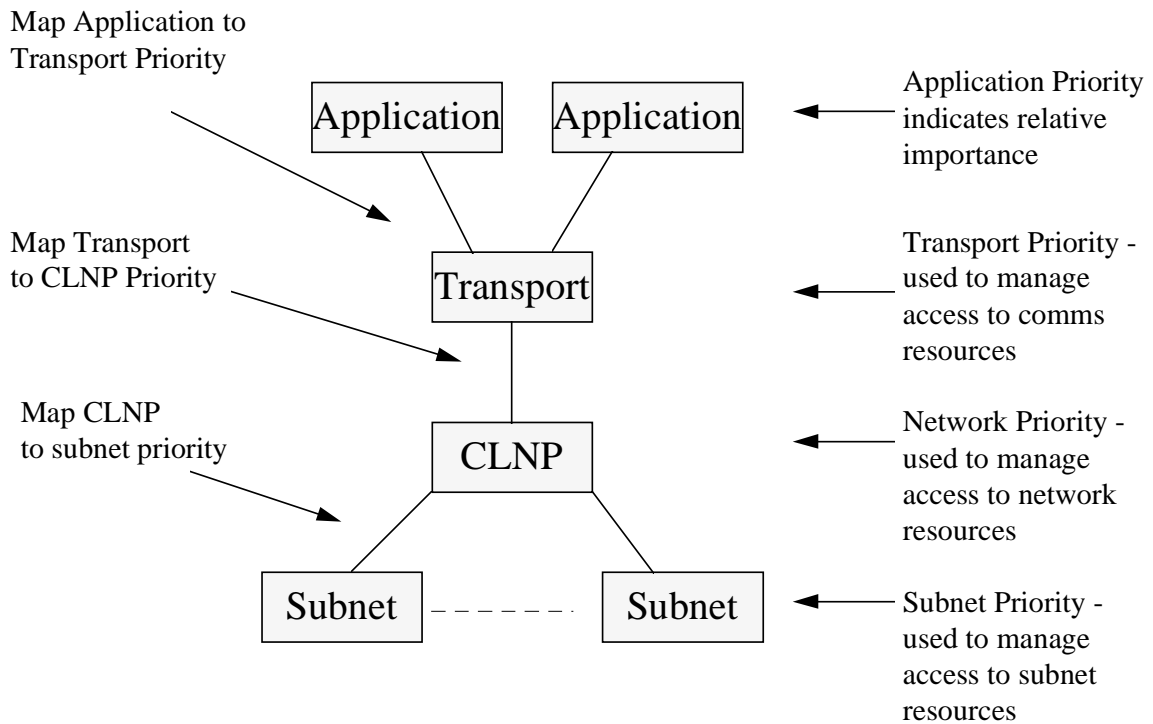 Map Application to
Transport Priority
Application
Application
Application Priority
indicates relative
importance
Map Transport
to CLNP Priority
Transport
Transport Priority -
used to manage
access to comms
resources
Map CLNP
to subnet priority
CLNP
Network Priority -
used to manage
access to network
resources
Subnet
Subnet
Subnet Priority -
used to manage
access to subnet
resources